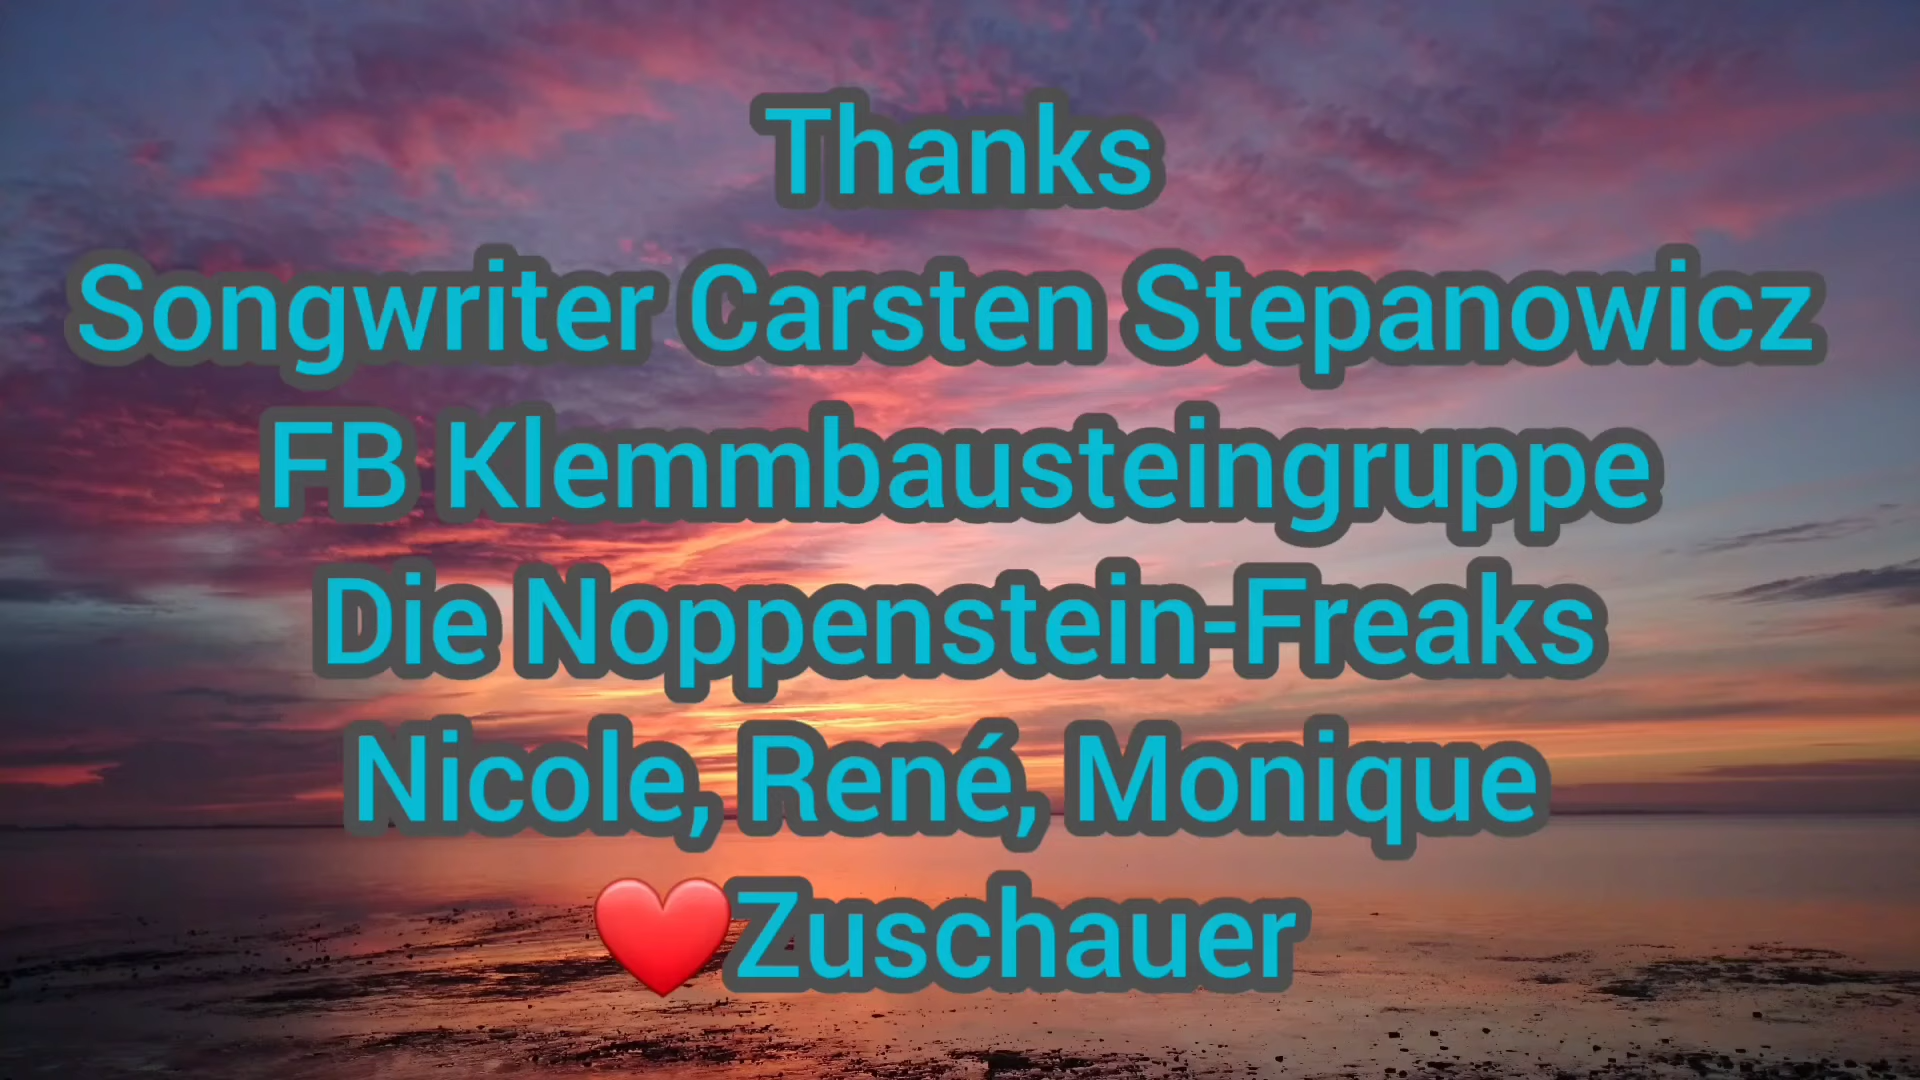 Thanks
Songwriter Carsten Stepanowicz
FB Klemmbausteingruppe
Die Noppenstein-Freaks
Nicole, René, Monique
❤️Zuschauer